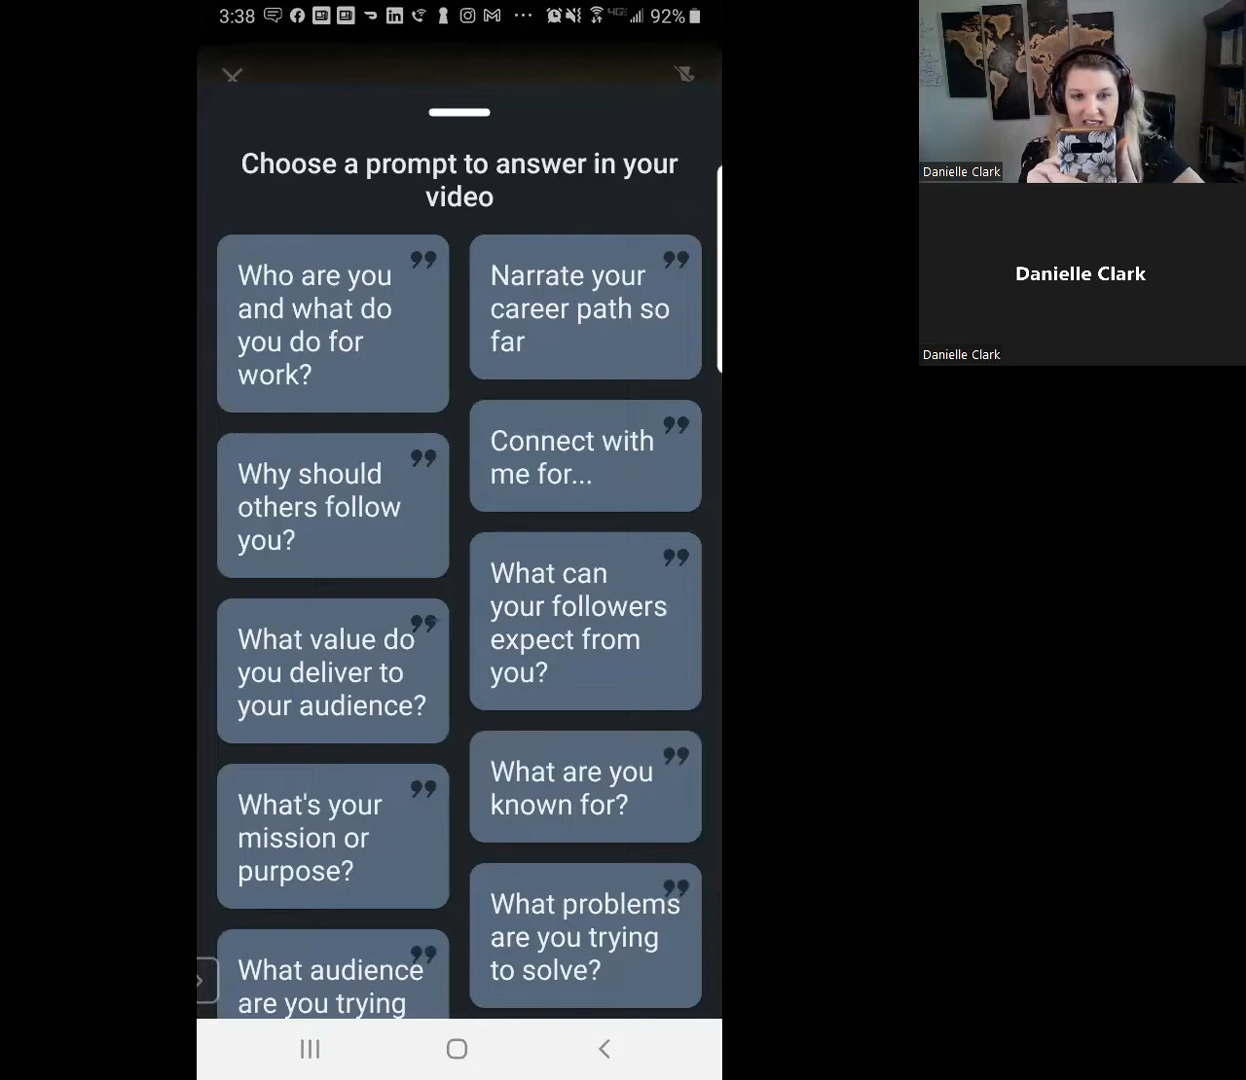 3:38
92%
Choose a prompt to answer in your
video
Who are you
and what do
you do for
work?
Why should
others follow
you?
What value do
you deliver to
your audience?
What's your
mission or
purpose?
What audience
are you trying
Narrate your
career path so
far
Connect with
me for...
What can
your followers
expect from
you?
What are you
known for?
What problems
are you trying
to solve?
Danielle Clark
Danielle Clark
Danielle Clark